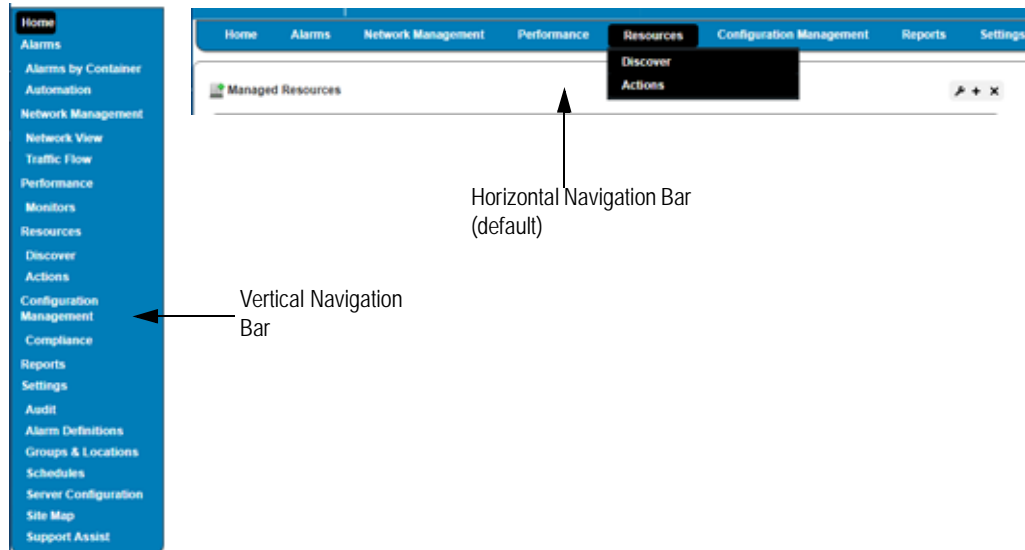 Home
Alarms
Alarms by Container
Automation
Network Management
Network View
Traffic Flow
Performance
Monitors
Resources
Discover
Actions
Configuration
Management
Compliance
Reports
Settings
Audit
Alarm Definitions
Groups & Locations
Schedules
Server Configuration
Site Map
Support Assist
Home Alarms Network Management Performance Resources Configuration Management Reports Settings
Discover
Actions
Managed Resources
Horizontal Navigation Bar
(default)
Vertical Navigation
Bar